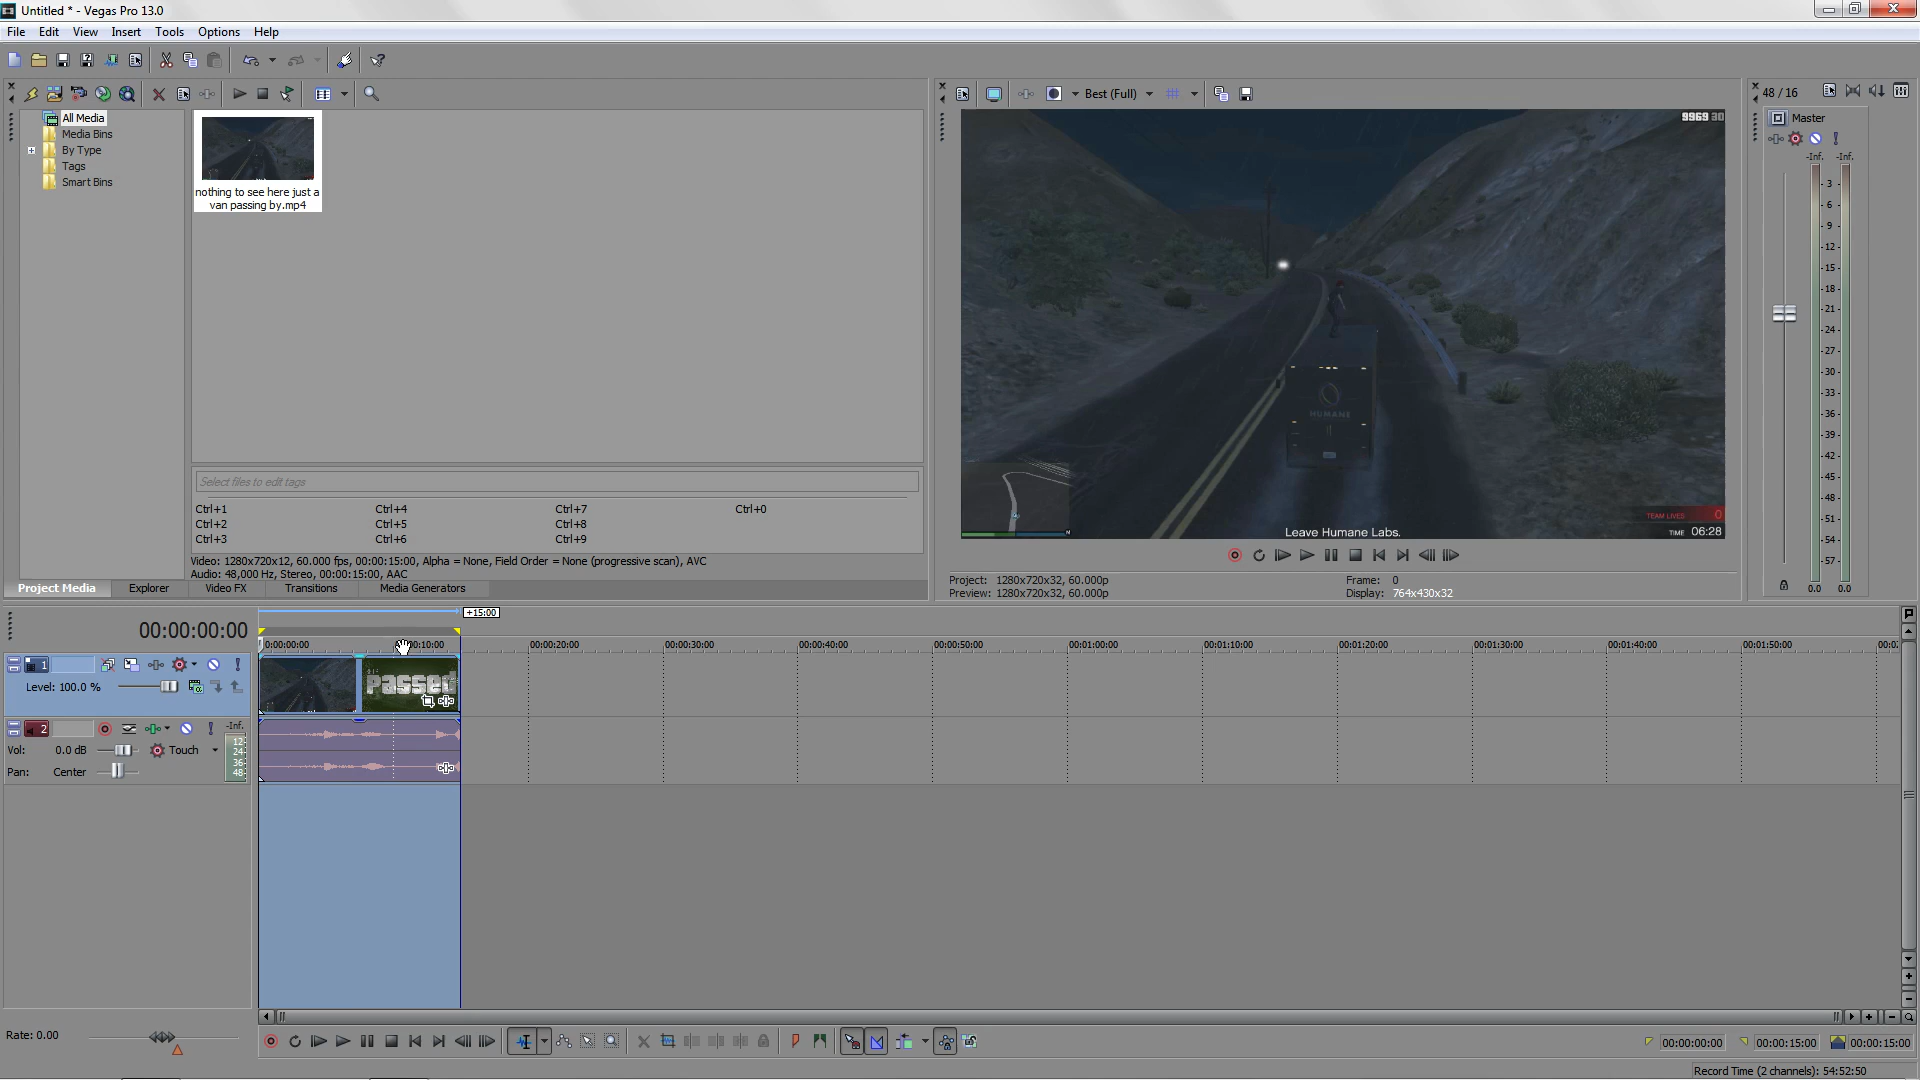 Untitled * - Vegas Pro 13.0
File Edit View Insert Tools Options Help
Best (Full)
48 / 16
All Media
Media Bins
By Type
Tags
Smart Bins
nothing to see here just a
van passing by.mp4
9969 30
Master
-Inf. -Inf.
3
6
9
12
15
18
21
24
27
30
33
36
39
42
45
48
51
54
57
0.0 0.0
HUMANE
N
TEAM LIVES 0
TIME 06:28
Leave Humane Labs.
Select files to edit tags
Ctrl+1 Ctrl+4 Ctrl+7 Ctrl+0
Ctrl+2 Ctrl+5 Ctrl+8
Ctrl+3 Ctrl+6 Ctrl+9
Video: 1280x720x12, 60.000 fps, 00:00:15:00, Alpha = None, Field Order = None (progressive scan), AVC
Audio: 48,000 Hz, Stereo, 00:00:15:00, AAC
Project Media Explorer Video FX Transitions Media Generators
Project: 1280x720x32, 60.000p Frame: 0
Preview: 1280x720x32, 60.000p Display: 764x430x32
+15:00
00:00:00:00
0:00:00:00 00:10:00 00:00:20:00 00:00:30:00 00:00:40:00 00:00:50:00 00:01:00:00 00:01:10:00 00:01:20:00 00:01:30:00 00:01:40:00 00:01:50:00 00:0
1
Level: 100.0 %
Passed
2
-Inf.
12
24
36
48
Vol: 0.0 dB Touch
Pan: Center
Rate: 0.00
00:00:00:00 00:00:15:00 00:00:15:00
Record Time (2 channels): 54:52:50